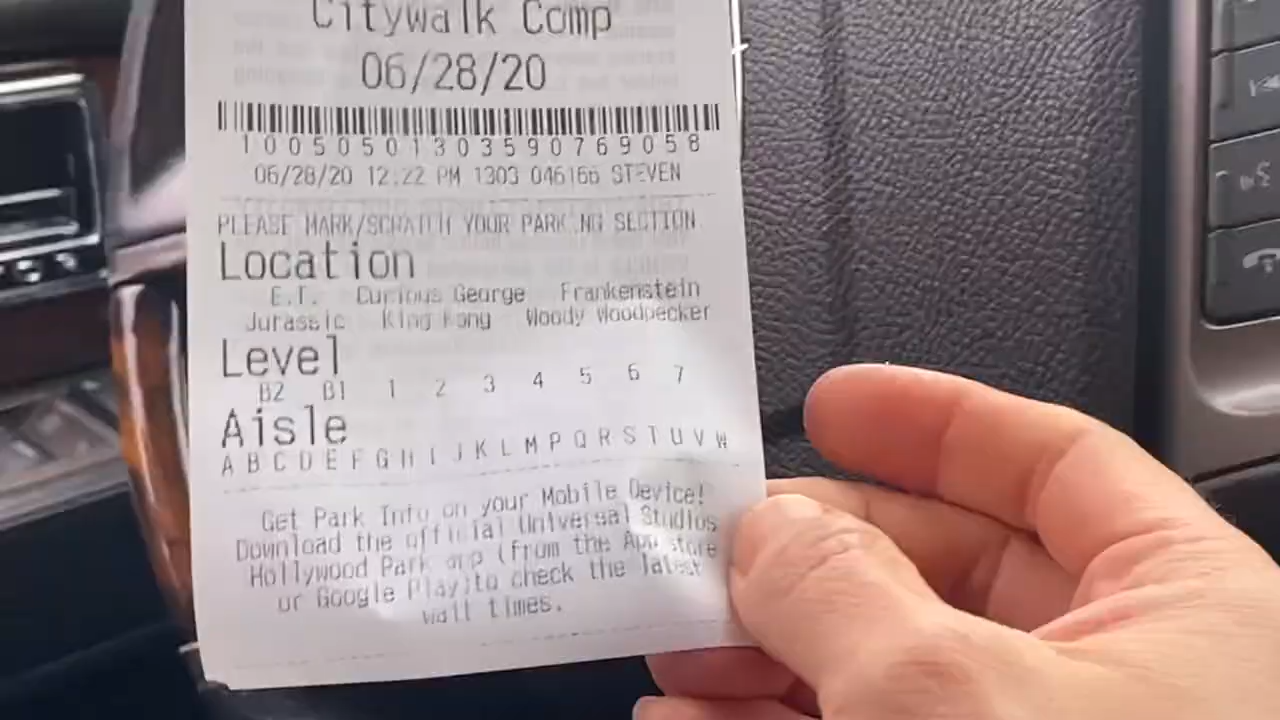 Citywalk Comp
06/28/20
10050501303590769058
06/28/20 12:22 PM 1303 046166 STEVEN
PLEASE MARK/SCRATCH YOUR PARKING SECTION
Location
E.T. Curious George Frankenstein
Jurassic King Kong Woody Woodpecker
Level
B2 B1 1 2 3 4 5 6 7
Aisle
A B C D E F G H I J K L M P Q R S T U V W
Get Park Info on your Mobile Device!
Download the official Universal Studios
Hollywood Park app (from the App store
or Google Play)to check the latest
wait times.